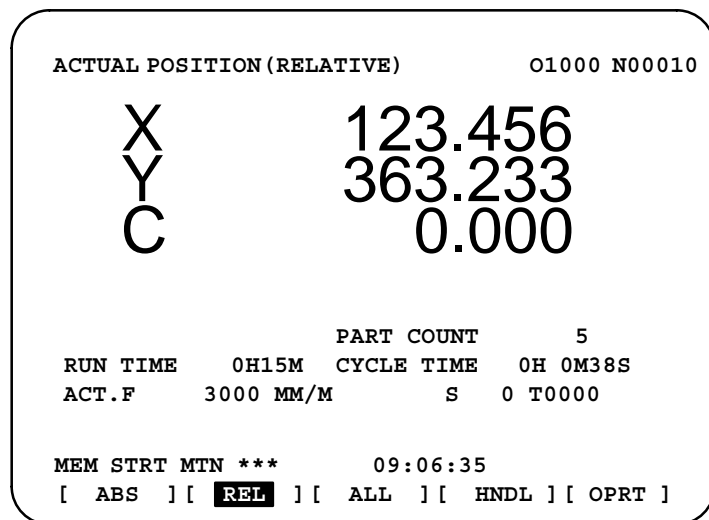 ACTUAL POSITION(RELATIVE) O1000 N00010
X 123.456
Y 363.233
C 0.000
PART COUNT 5
RUN TIME 0H15M CYCLE TIME 0H 0M38S
ACT.F 3000 MM/M S 0 T0000
MEM STRT MTN *** 09:06:35
[ ABS ] [ REL ] [ ALL ] [ HNDL ] [ OPRT ]